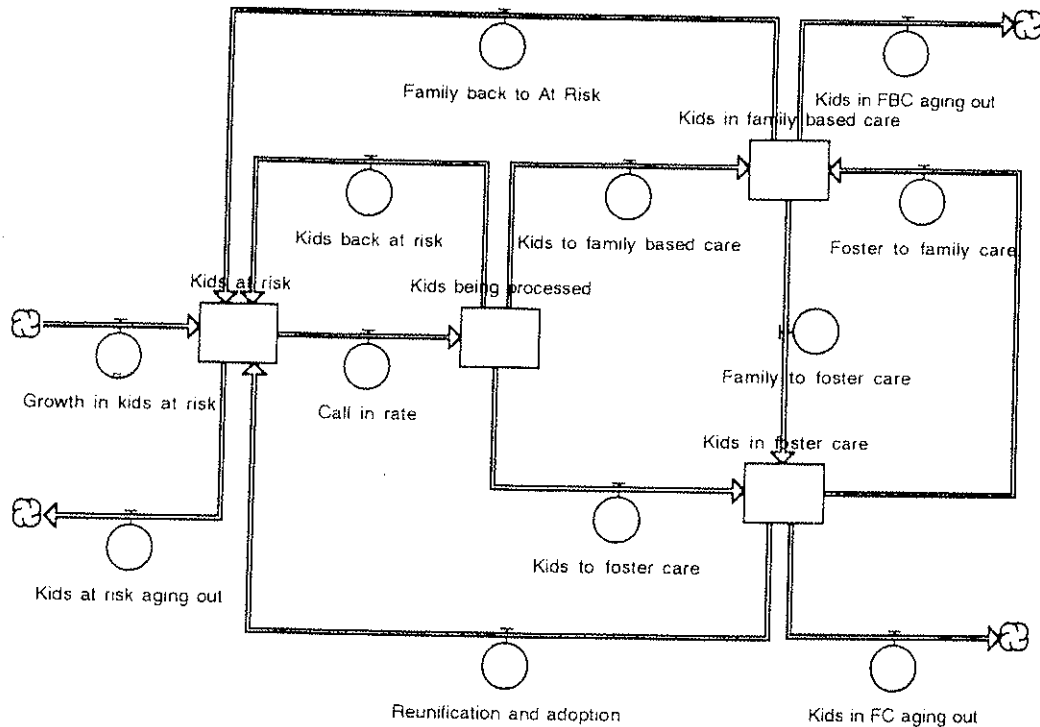 Family back to At Risk
Kids in FBC aging out
Kids in family based care
Kids back at risk
Kids to family based care
Foster to family care
Kids at risk
Kids being processed
Growth in kids at risk
Call in rate
Family to foster care
Kids in foster care
Kids to foster care
Kids at risk aging out
Reunification and adoption
Kids in FC aging out